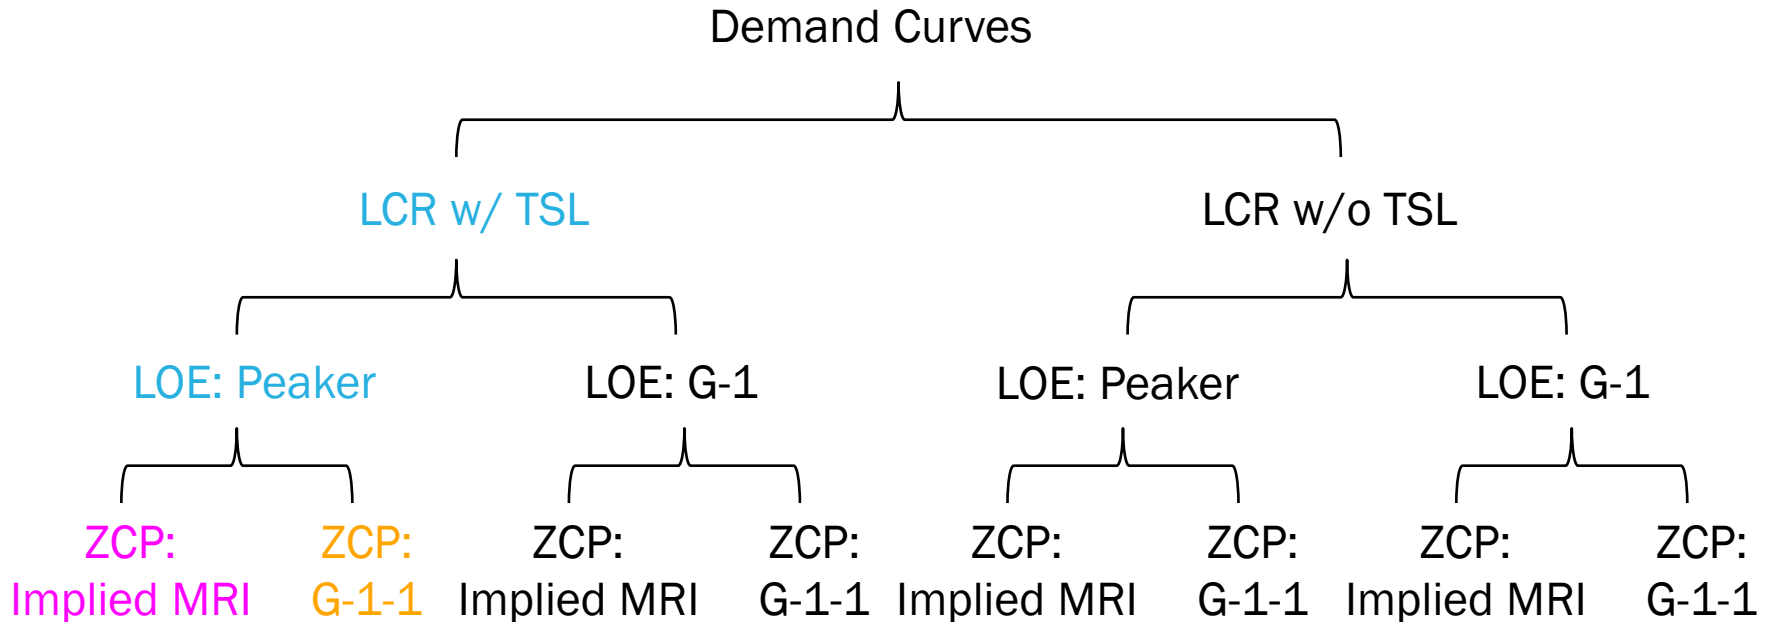 Demand Curves
LCR w/ TSL
LCR w/o TSL
LOE: Peaker
LOE: G-1
LOE: Peaker
LOE: G-1
ZCP:
Implied MRI
ZCP:
G-1-1
ZCP:
Implied MRI
ZCP:
G-1-1
ZCP:
Implied MRI
ZCP:
G-1-1
ZCP:
Implied MRI
ZCP:
G-1-1